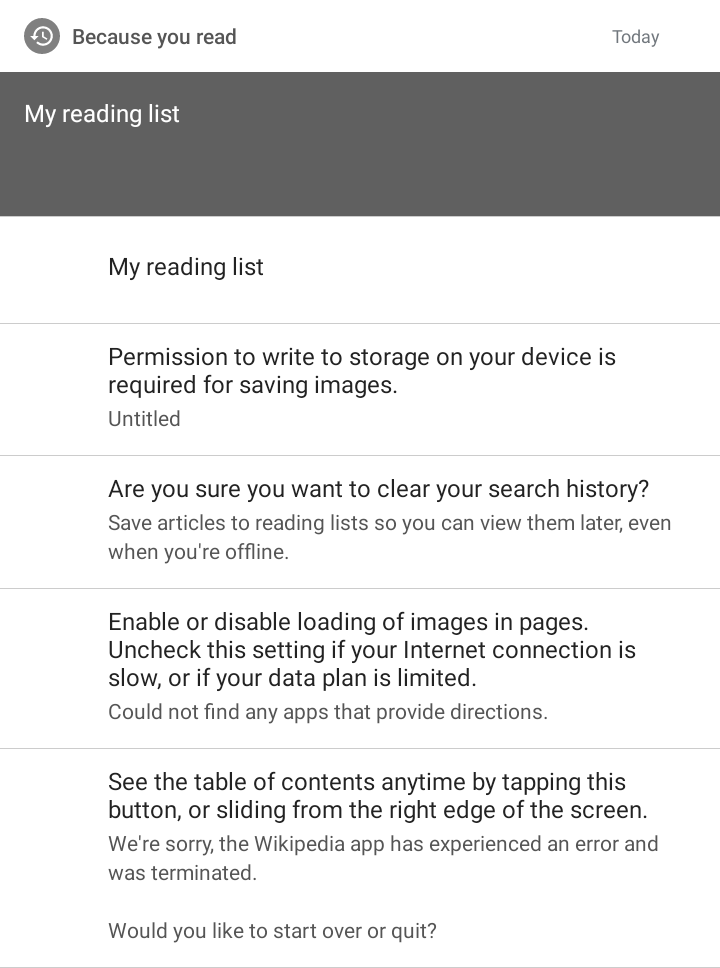 Because you read
Today
My reading list
My reading list
Permission to write to storage on your device is
required for saving images.
Untitled
Are you sure you want to clear your search history?
Save articles to reading lists so you can view them later, even
when you're offline.
Enable or disable loading of images in pages.
Uncheck this setting if your Internet connection is
slow, or if your data plan is limited.
Could not find any apps that provide directions.
See the table of contents anytime by tapping this
button, or sliding from the right edge of the screen.
We're sorry, the Wikipedia app has experienced an error and
was terminated.
Would you like to start over or quit?